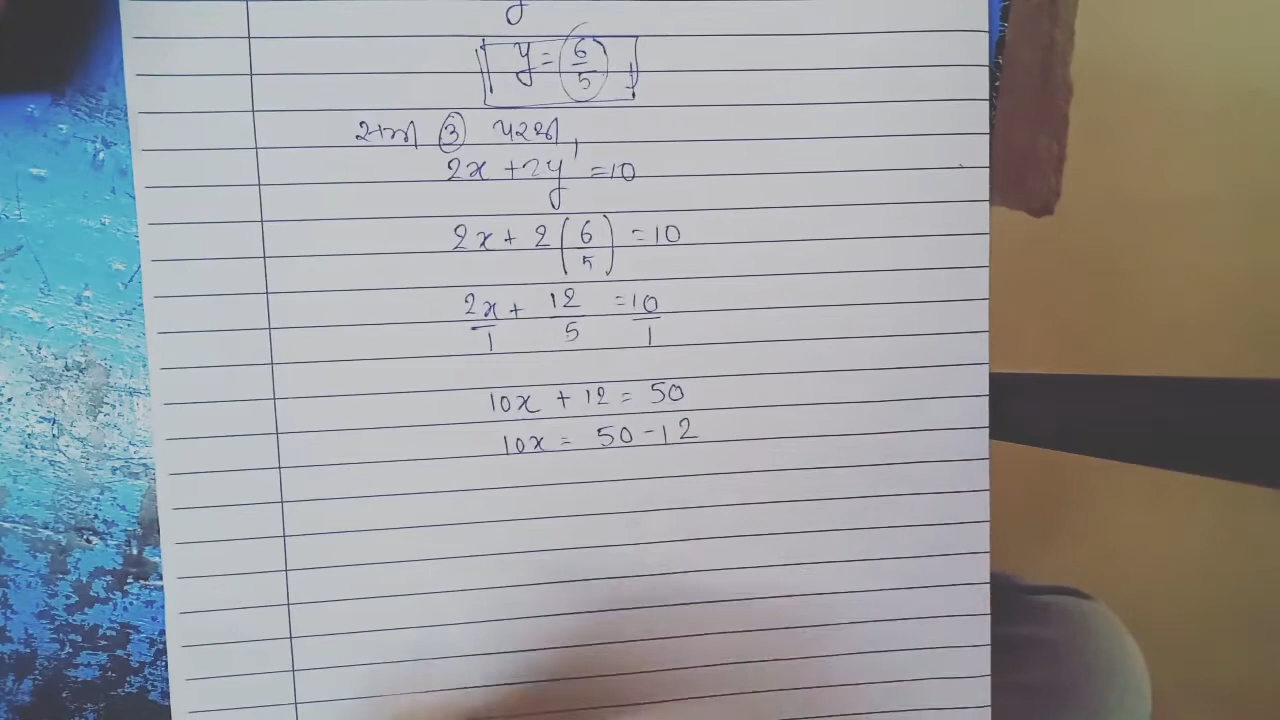 y
y = 6/5
સમી ③ પરથી,
2x + 2y = 10
2x + 2(6/5) = 10
2x/1 + 12/5 = 10/1
10x + 12 = 50
10x = 50 - 12